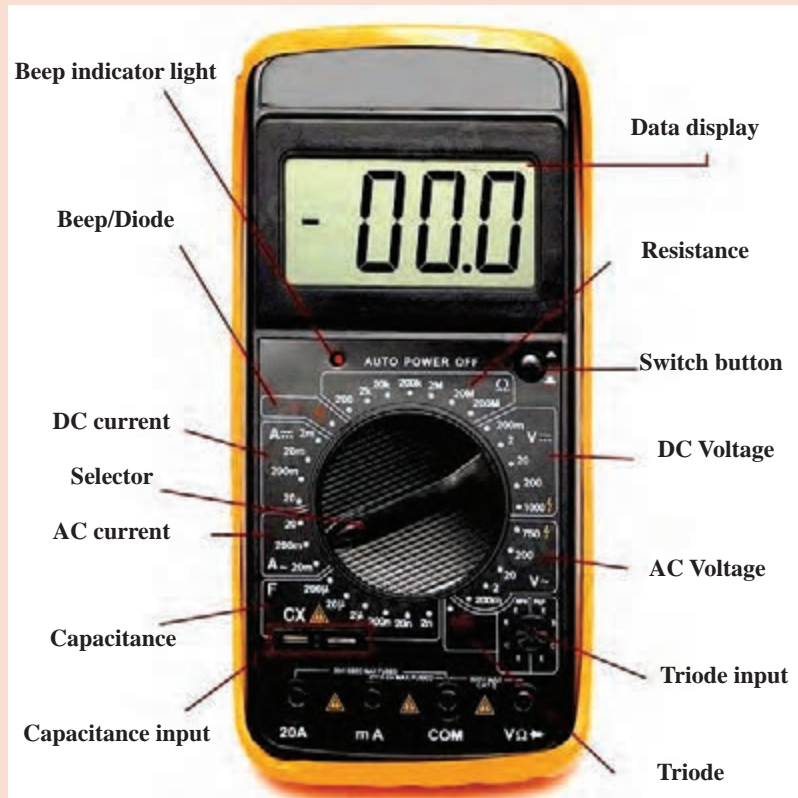 Beep indicator light
Data display
- 00.0
Beep/Diode
Resistance
AUTO POWER OFF
Switch button
200 2k 20k 200k 2M 20M 200M Ω
DC current
A 2m 20m 200m 20
200m 2 20 200 1000 V
DC Voltage
Selector
AC current
20 200m 20m A~
750 200 20 2 200m V~
AC Voltage
F 200µ 20µ 2µ 200n 20n 2n
CX
Capacitance
Triode input
Capacitance input
20A mA COM VΩ
Triode